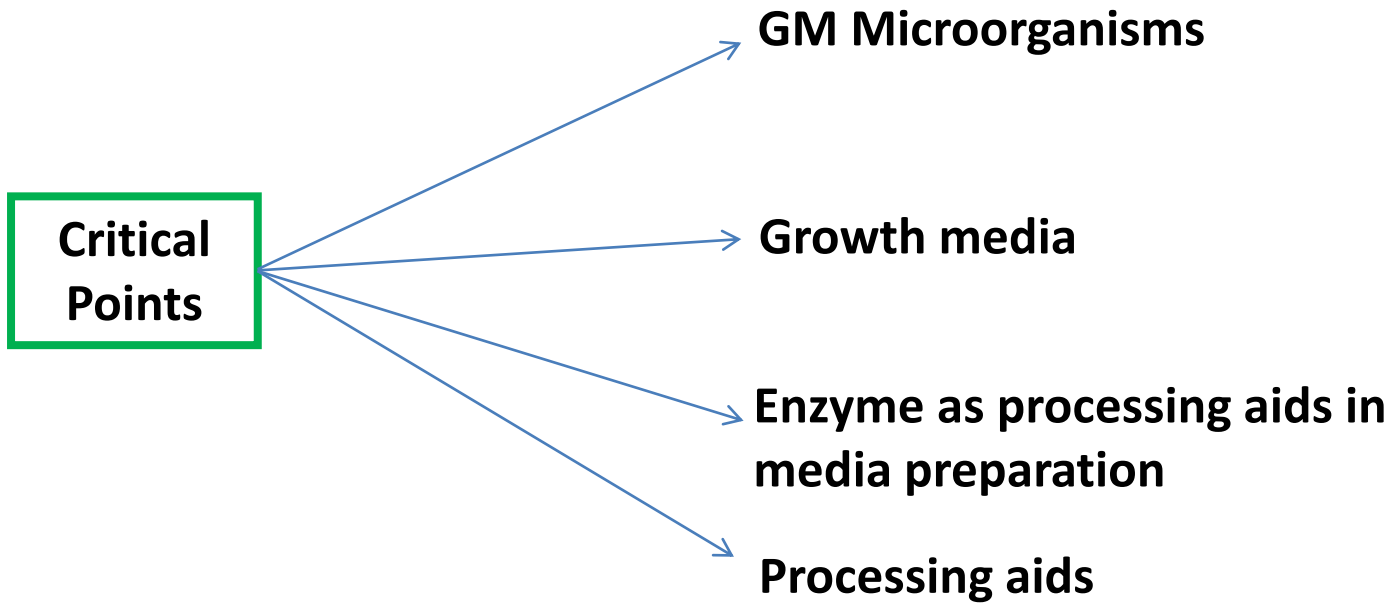 Critical
Points
GM Microorganisms
Growth media
Enzyme as processing aids in
media preparation
Processing aids